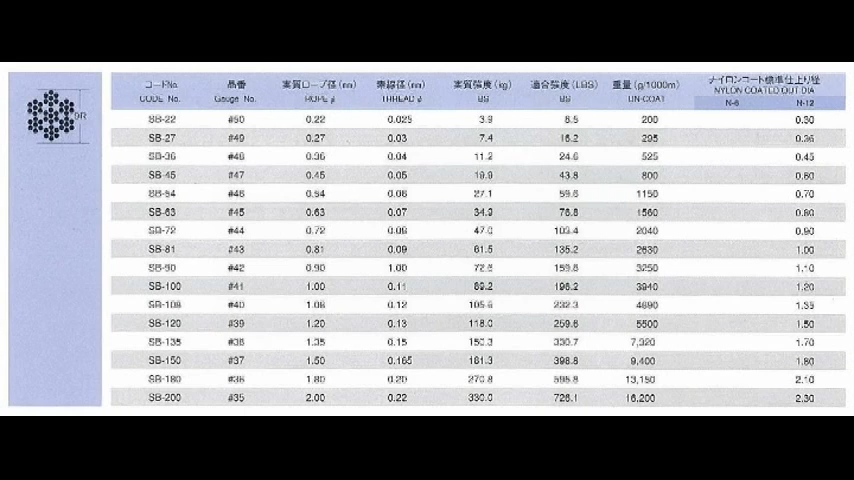 コードNo. 品番 実質ロープ径(mm) 素線径(mm) 実質強度(kg) 適合強度(LBS) 重量(g/1000m) ナイロンコート標準仕上り径
CODE No. Gauge No. ROPE φ THREAD φ BS BS UN-COAT NYLON COATED OUT DIA
N-6 N-12
DR
SB-22 #50 0.22 0.025 3.9 8.5 200 0.30
SB-27 #49 0.27 0.03 7.4 16.2 295 0.36
SB-36 #48 0.36 0.04 11.2 24.6 525 0.45
SB-45 #47 0.45 0.05 19.9 43.8 800 0.60
SB-54 #46 0.54 0.06 27.1 59.6 1150 0.70
SB-63 #45 0.63 0.07 34.9 76.8 1560 0.80
SB-72 #44 0.72 0.08 47.0 103.4 2040 0.90
SB-81 #43 0.81 0.09 61.5 135.2 2630 1.00
SB-90 #42 0.90 1.00 72.6 159.8 3250 1.10
SB-100 #41 1.00 0.11 89.2 196.2 3940 1.20
SB-108 #40 1.08 0.12 105.6 232.3 4690 1.35
SB-120 #39 1.20 0.13 118.0 259.6 5500 1.50
SB-135 #38 1.35 0.15 150.3 330.7 7,320 1.70
SB-150 #37 1.50 0.165 181.3 398.8 9,400 1.80
SB-180 #36 1.80 0.20 270.8 595.8 13,150 2.10
SB-200 #35 2.00 0.22 330.0 726.1 16,200 2.30